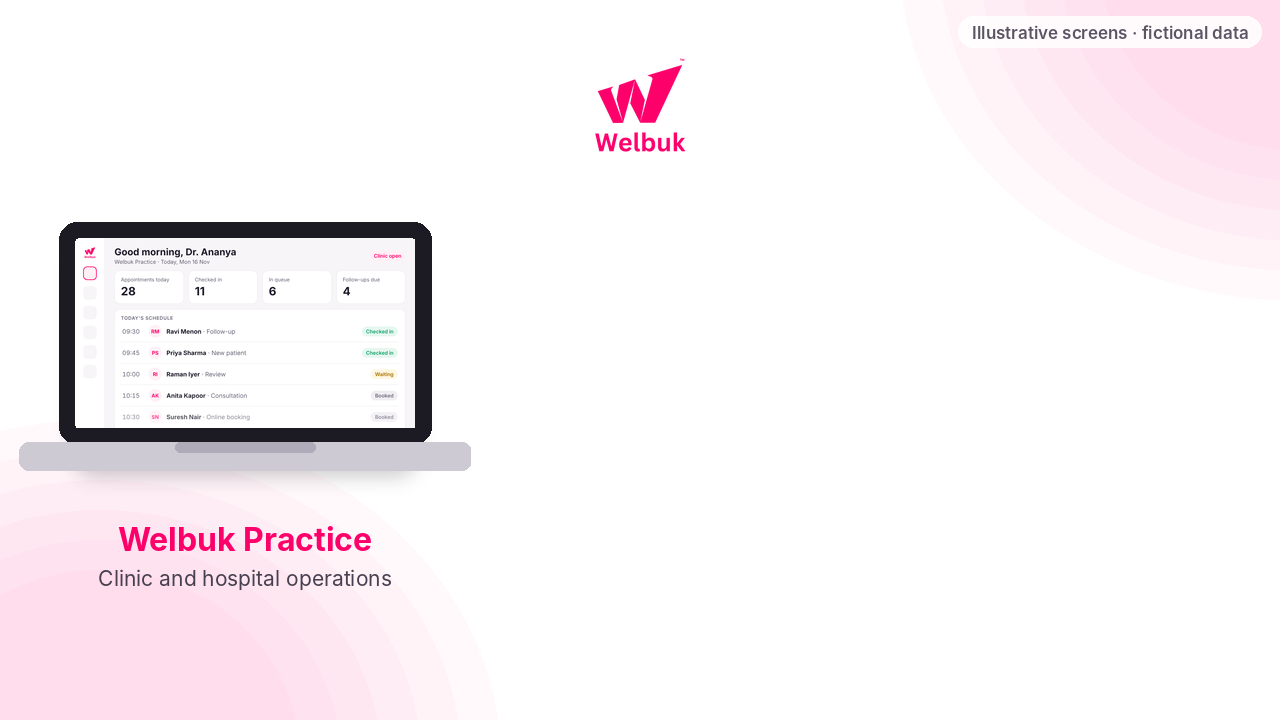 Illustrative screens · fictional data
Welbuk
Good morning, Dr. Ananya
Welbuk Practice · Today, Mon 16 Nov
Clinic open
Appointments today
28
Checked in
11
In queue
6
Follow-ups due
4
TODAY'S SCHEDULE
09:30 RM Ravi Menon · Follow-up Checked in
09:45 PS Priya Sharma · New patient Checked in
10:00 RI Raman Iyer · Review Waiting
10:15 AK Anita Kapoor · Consultation Booked
10:30 SN Suresh Nair · Online booking Booked
Welbuk Practice
Clinic and hospital operations